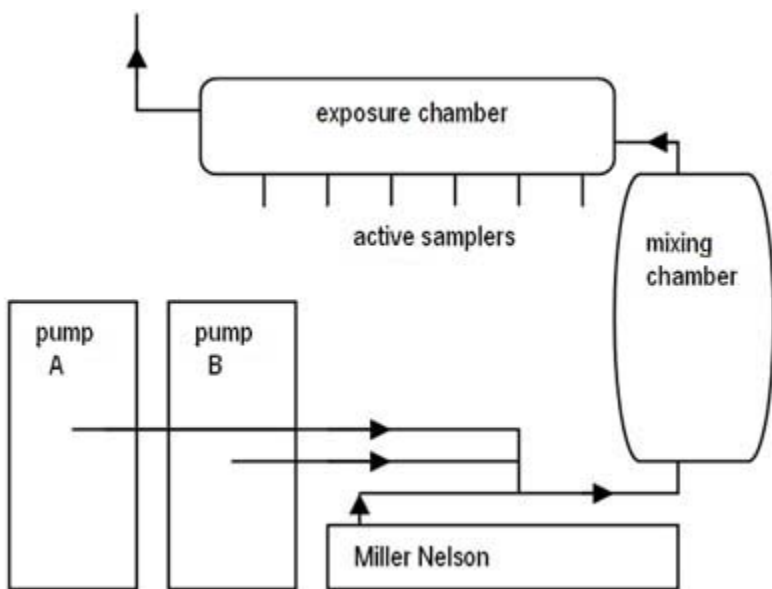 exposure chamber
active samplers
mixing
chamber
pump
A
pump
B
Miller Nelson